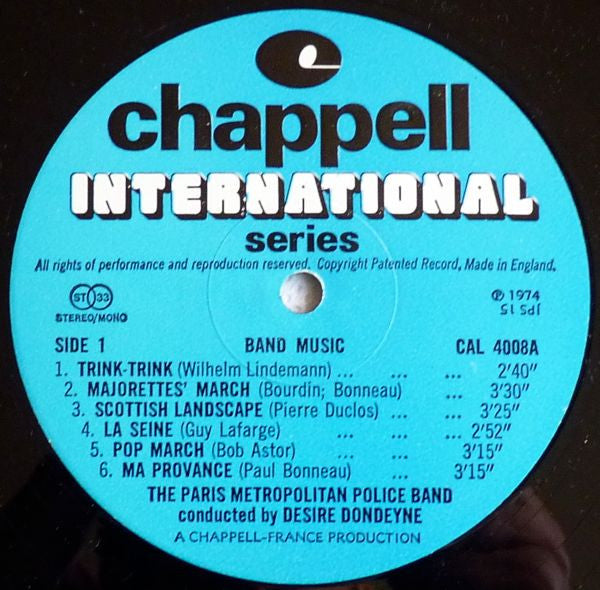 chappell
INTERNATIONAL
series
All rights of performance and reproduction reserved. Copyright Patented Record, Made in England.
ST 33
STEREO/MONO
℗ 1974
SIDE 1 BAND MUSIC CAL 4008A
1. TRINK-TRINK (Wilhelm Lindemann) ... ... ... 2'40"
2. MAJORETTES' MARCH (Bourdin; Bonneau) ... 3'30"
3. SCOTTISH LANDSCAPE (Pierre Duclos) ... ... 3'25"
4. LA SEINE (Guy Lafarge) ... ... ... 2'52"
5. POP MARCH (Bob Astor) ... ... 3'15"
6. MA PROVANCE (Paul Bonneau) ... 3'15"
THE PARIS METROPOLITAN POLICE BAND
conducted by DESIRE DONDEYNE
A CHAPPELL-FRANCE PRODUCTION